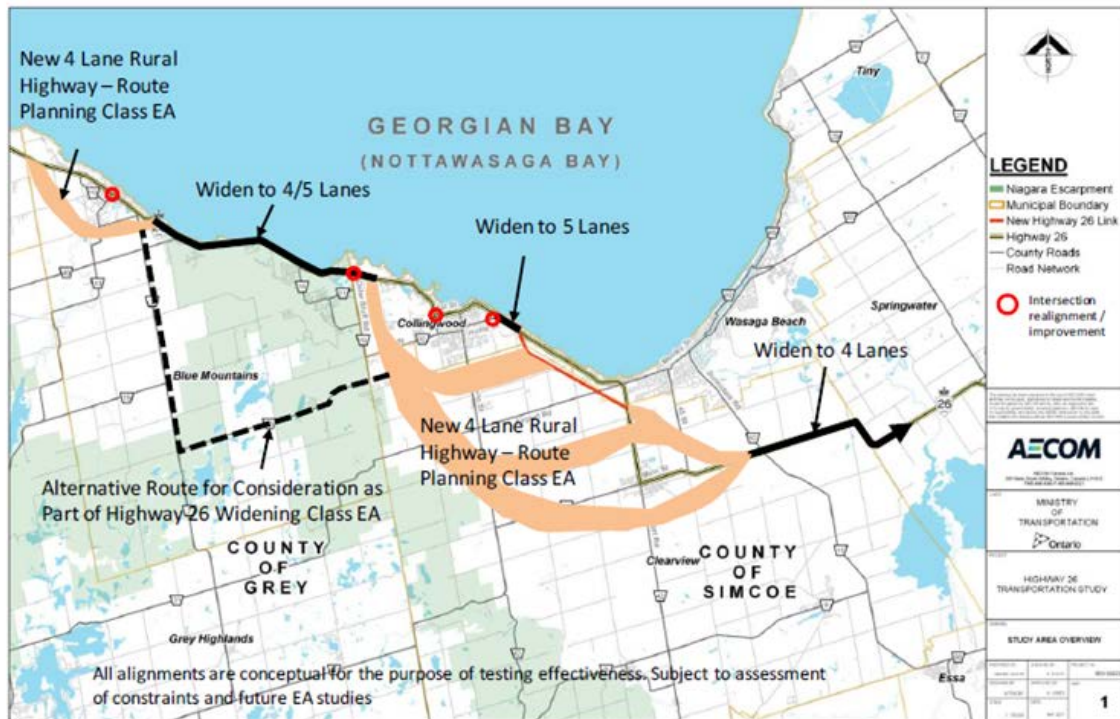 New 4 Lane Rural
Highway – Route
Planning Class EA
GEORGIAN BAY
(NOTTAWASAGA BAY)
Tiny
Widen to 4/5 Lanes
Widen to 5 Lanes
Collingwood
Wasaga Beach
Springwater
Widen to 4 Lanes
26
Blue Mountains
New 4 Lane Rural
Highway – Route
Planning Class EA
Alternative Route for Consideration as
Part of Highway 26 Widening Class EA
COUNTY
OF
GREY
Clearview
COUNTY
OF
SIMCOE
Grey Highlands
Essa
All alignments are conceptual for the purpose of testing effectiveness. Subject to assessment
of constraints and future EA studies
NORTH
LEGEND
Niagara Escarpment
Municipal Boundary
New Highway 26 Link
Highway 26
County Roads
Road Network
Intersection
realignment /
improvement
AECOM
MINISTRY
OF
TRANSPORTATION
Ontario
HIGHWAY 26
TRANSPORTATION STUDY
STUDY AREA OVERVIEW
1